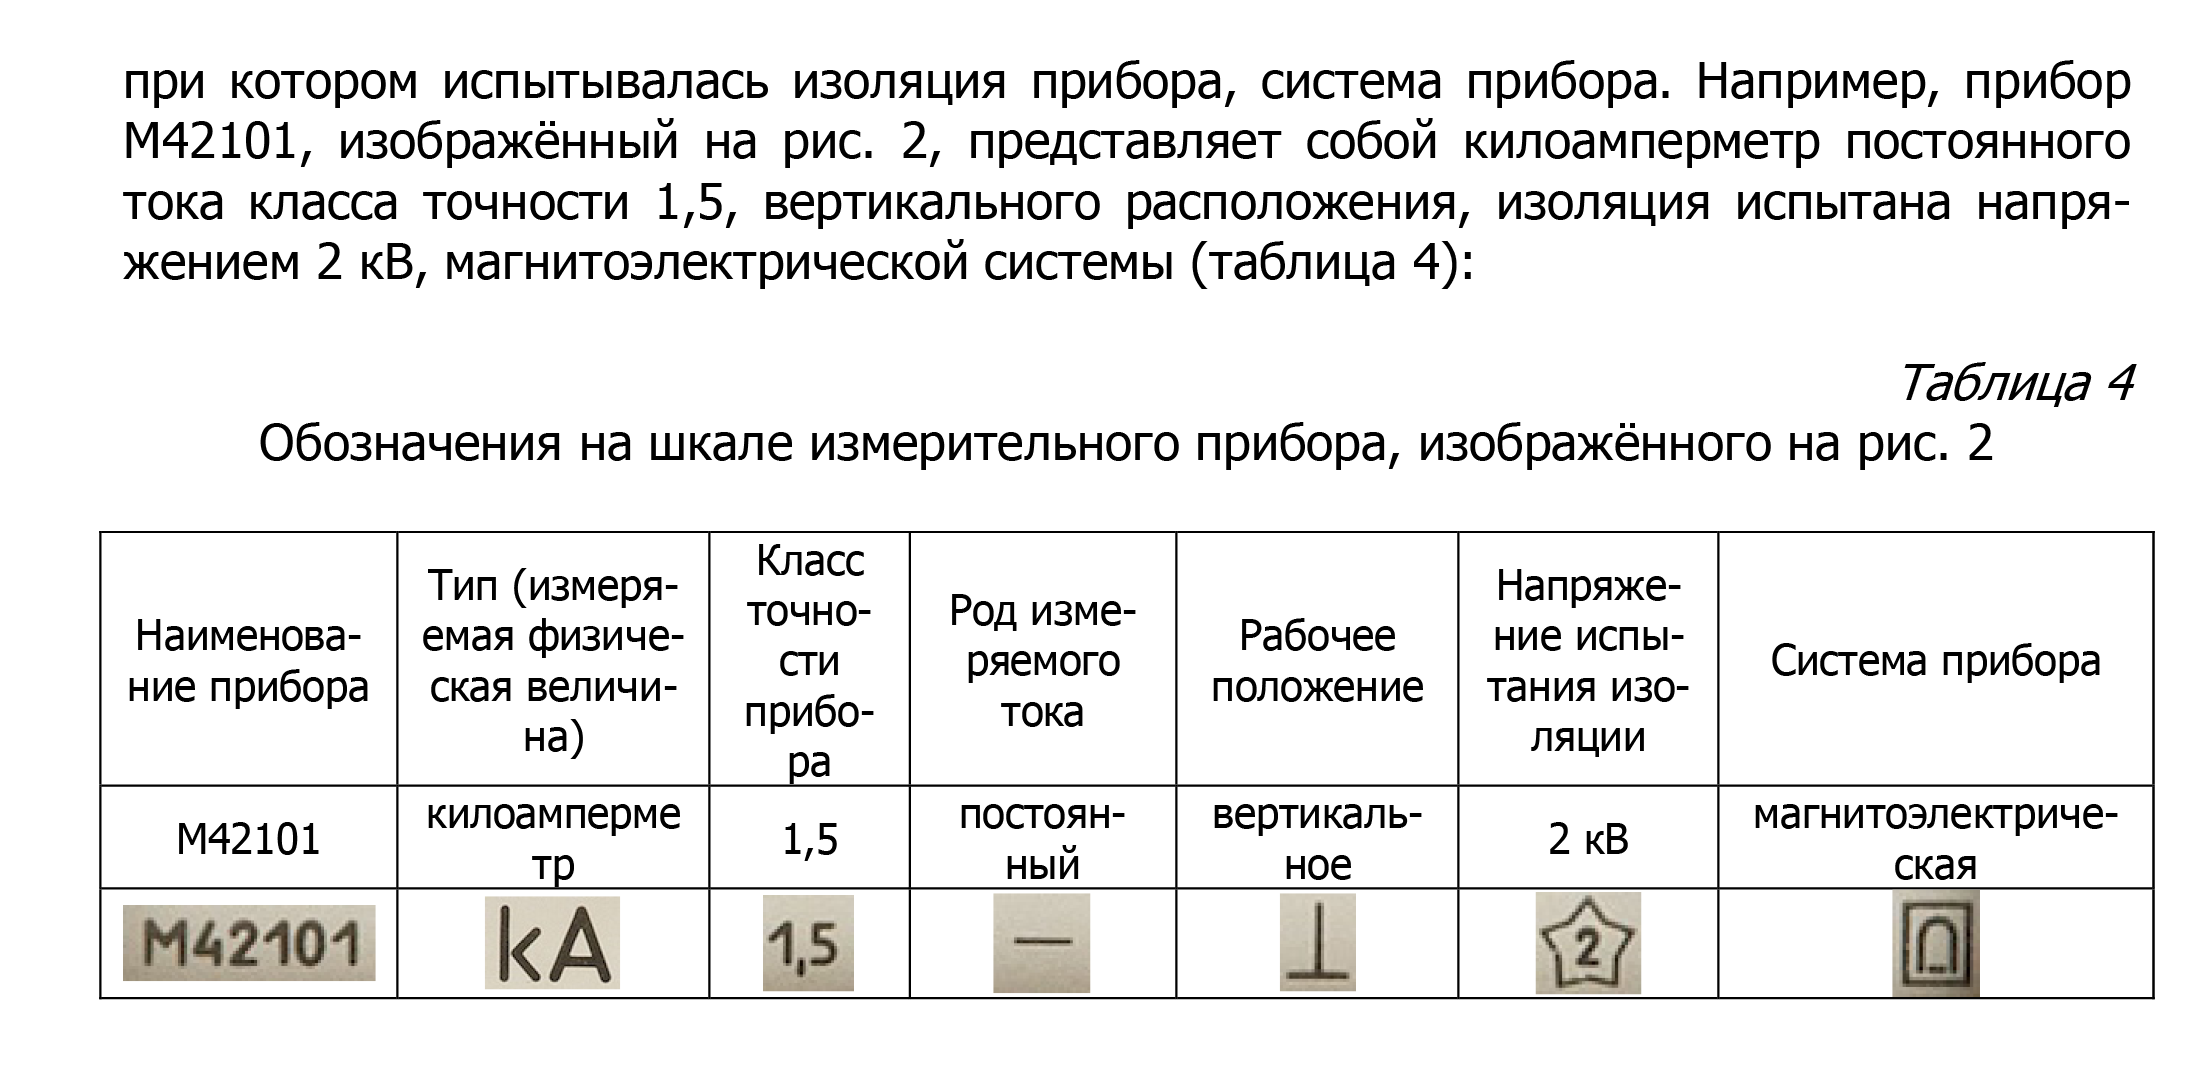 при котором испытывалась изоляция прибора, система прибора. Например, прибор
М42101, изображённый на рис. 2, представляет собой килоамперметр постоянного
тока класса точности 1,5, вертикального расположения, изоляция испытана напря-
жением 2 кВ, магнитоэлектрической системы (таблица 4):
Таблица 4
Обозначения на шкале измерительного прибора, изображённого на рис. 2
Наименова-
ние прибора
Тип (измеря-
емая физиче-
ская величи-
на)
Класс
точно-
сти
прибо-
ра
Род изме-
ряемого
тока
Рабочее
положение
Напряже-
ние испы-
тания изо-
ляции
Система прибора
М42101
килоамперме
тр
1,5
постоян-
ный
вертикаль-
ное
2 кВ
магнитоэлектриче-
ская
М42101
kA
1,5
2